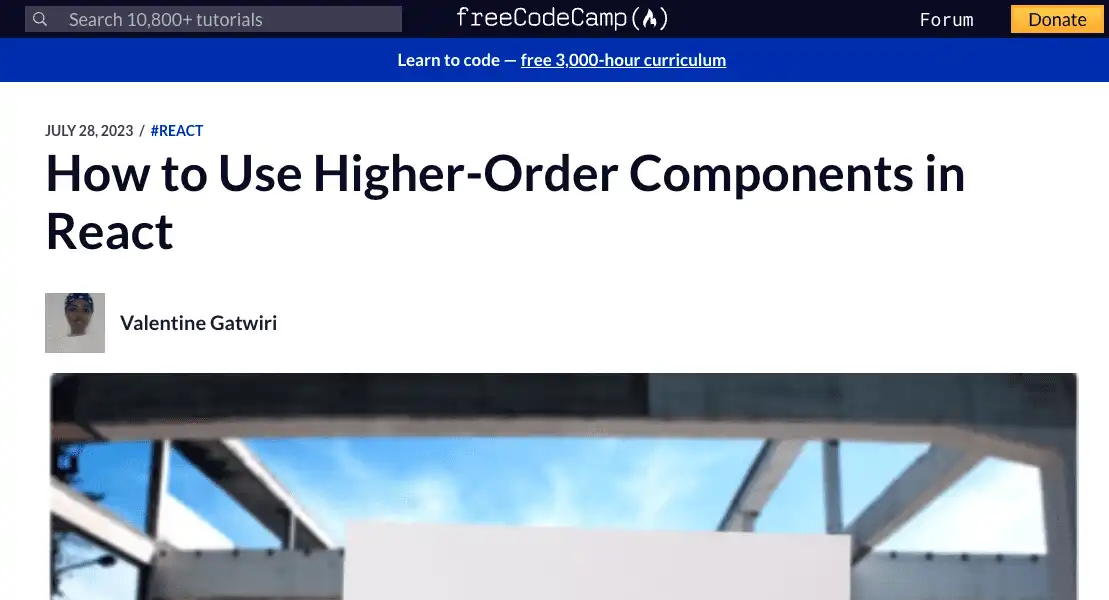 Search 10,800+ tutorials
freeCodeCamp(🔥)
Forum
Donate
Learn to code — free 3,000-hour curriculum
JULY 28, 2023 / #REACT
How to Use Higher-Order Components in
React
Valentine Gatwiri